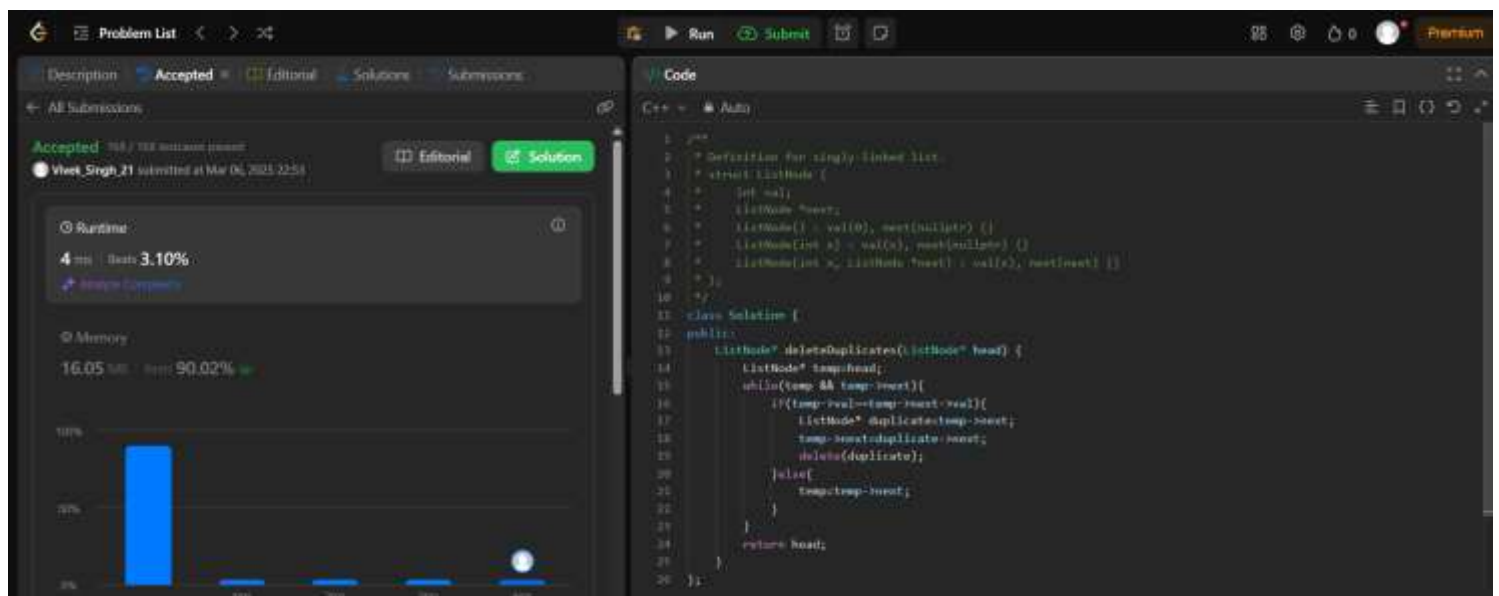 Problem List
Run
Submit
0
Premium
Description
Accepted
Editorial
Solutions
Submissions
All Submissions
Accepted
testcases passed
Editorial
Solution
Vivek_Singh_21 submitted at Mar 06, 2025 22:53
Runtime
4 ms Beats 3.10%
Analyze Complexity
Memory
16.05 MB Beats 90.02%
100%
50%
0%
Code
C++ Auto
1 /**
2 * Definition for singly-linked list.
3 * struct ListNode {
4 * int val;
5 * ListNode *next;
6 * ListNode() : val(0), next(nullptr) {}
7 * ListNode(int x) : val(x), next(nullptr) {}
8 * ListNode(int x, ListNode *next) : val(x), next(next) {}
9 * };
10 */
11 class Solution {
12 public:
13 ListNode* deleteDuplicates(ListNode* head) {
14 ListNode* temp=head;
15 while(temp && temp->next){
16 if(temp->val==temp->next->val){
17 ListNode* duplicate=temp->next;
18 temp->next=duplicate->next;
19 delete(duplicate);
20 }else{
21 temp=temp->next;
22 }
23 }
24 return head;
25 }
26 };